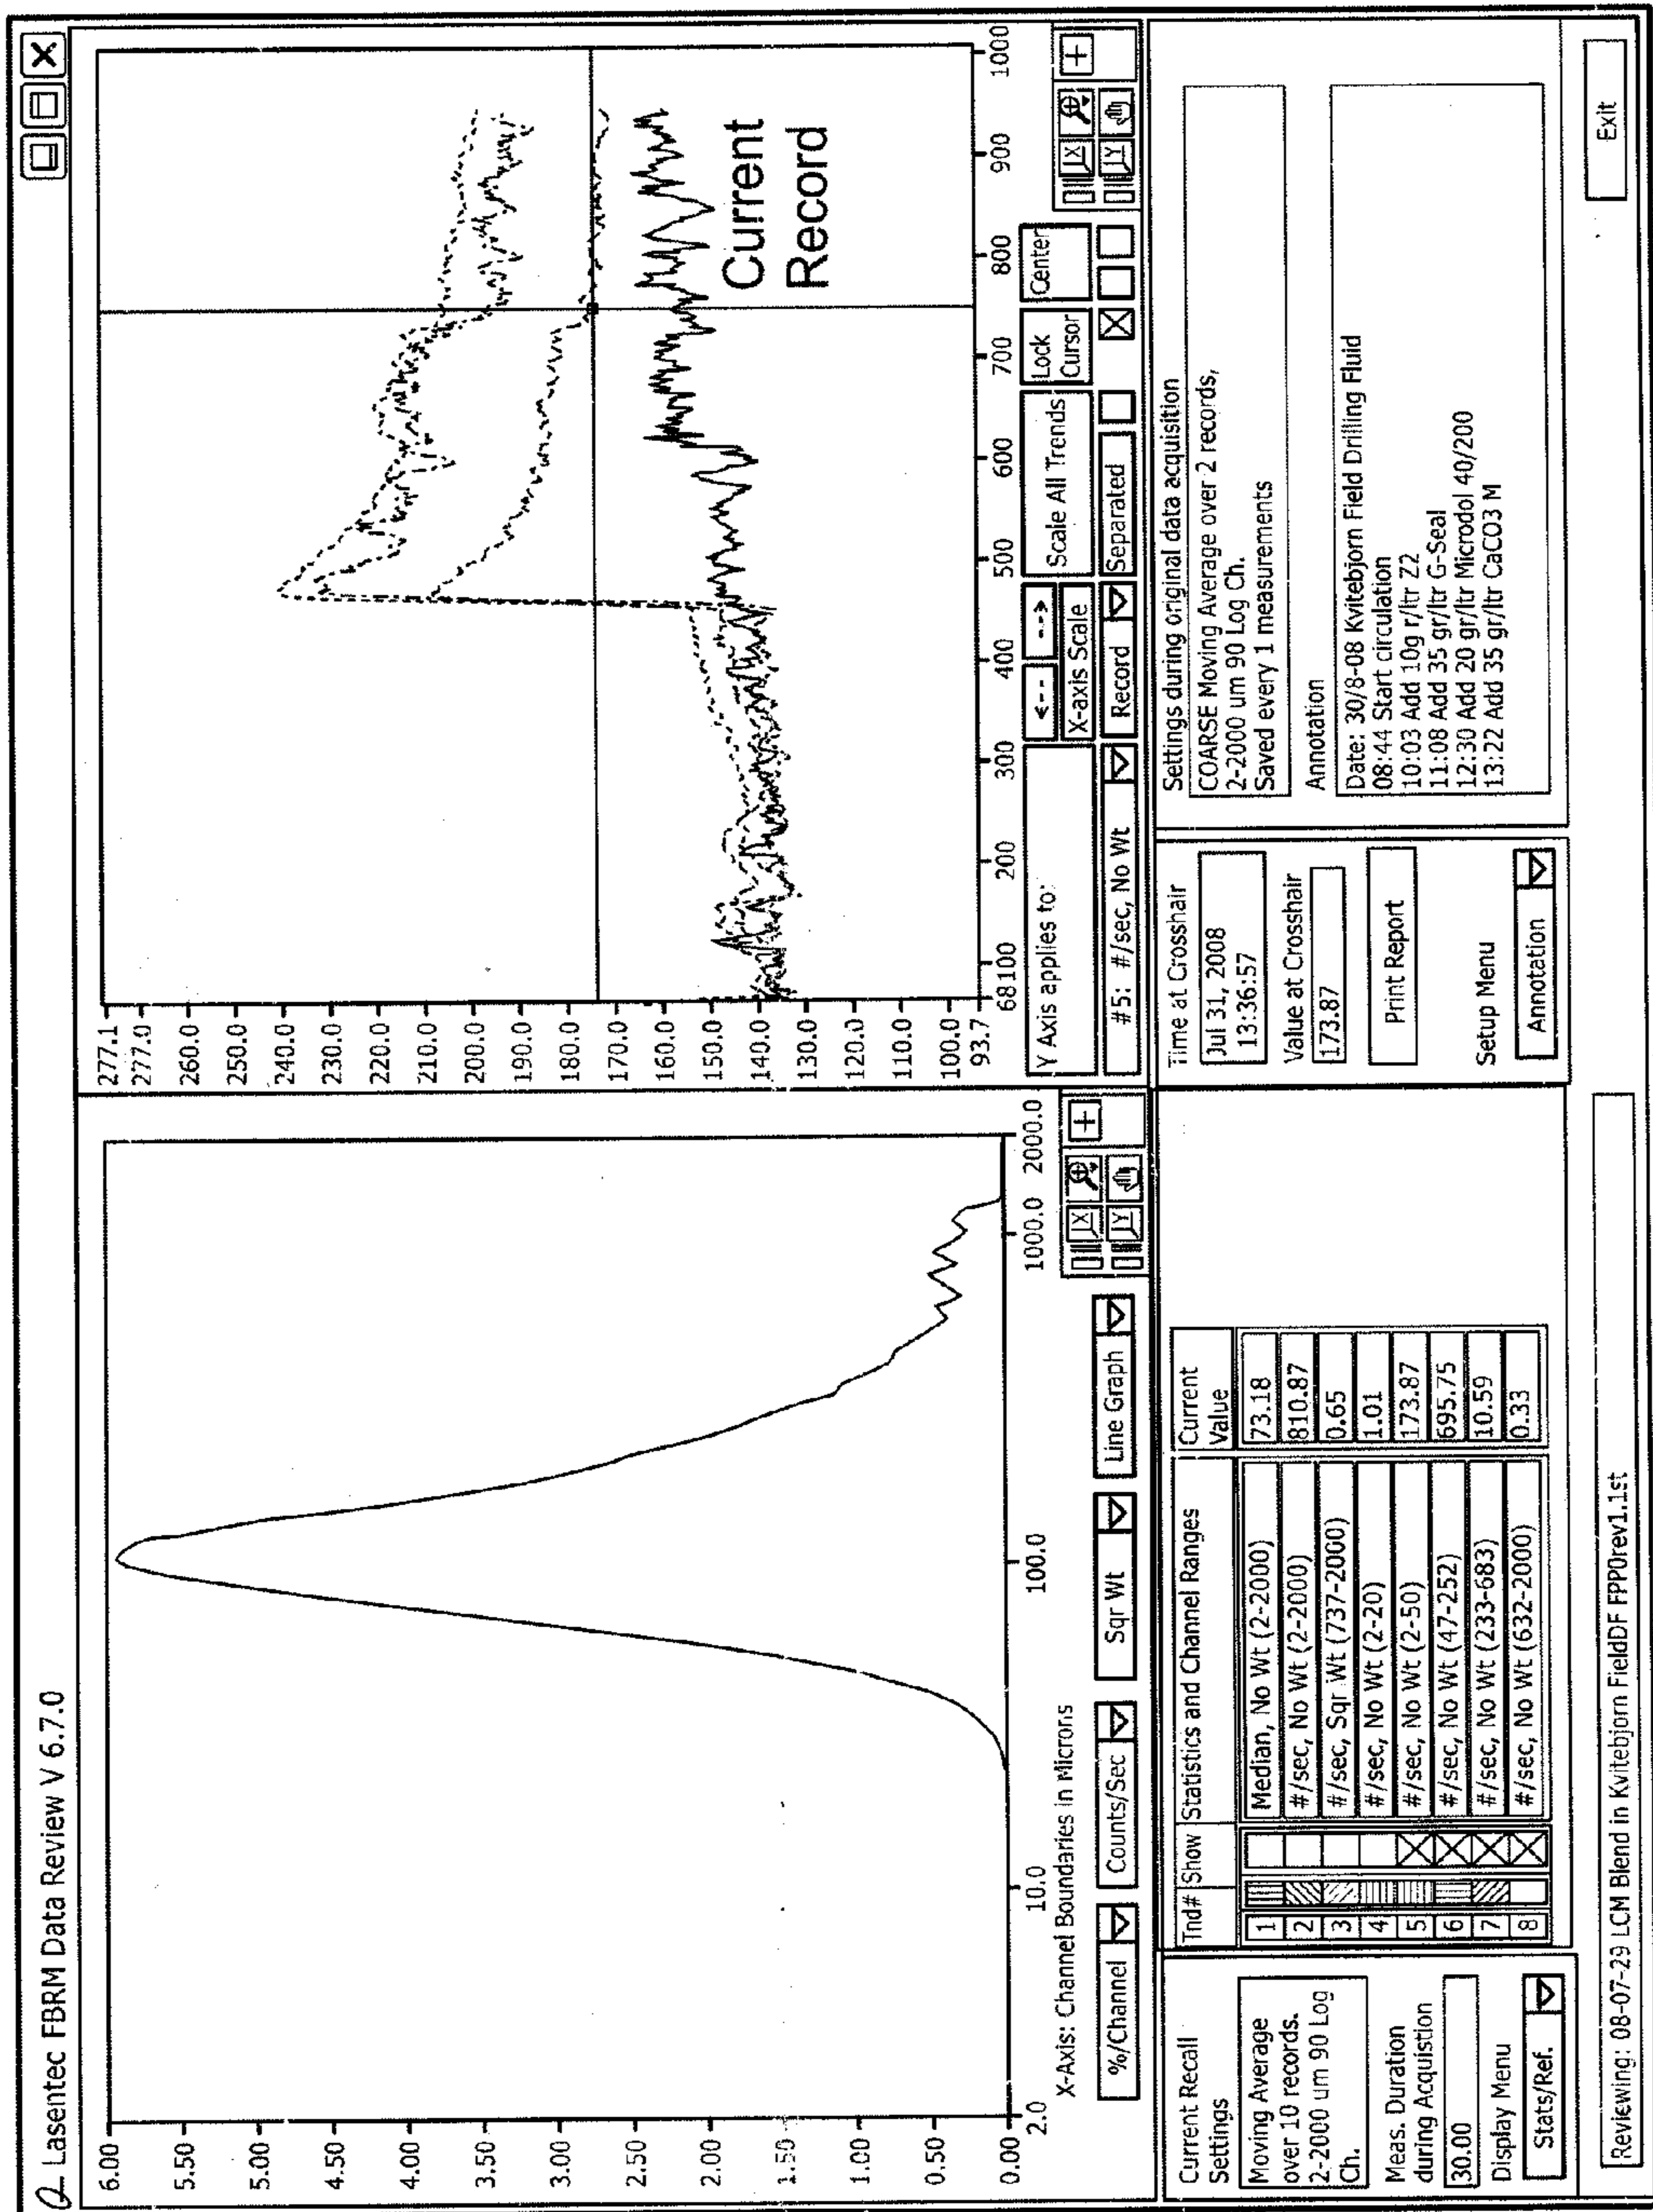 Lasentec FBRM Data Review V 6.7.0
6.00
5.50
5.00
4.50
4.00
3.50
3.00
2.50
2.00
1.50
1.00
0.50
0.00
2.0
10.0
100.0
1000.0
2000.0
X-Axis: Channel Boundaries in Microns
%/Channel
Counts/Sec
Sqr Wt
Line Graph
X
Y
277.1
277.0
260.0
250.0
240.0
230.0
220.0
210.0
200.0
190.0
180.0
170.0
160.0
150.0
140.0
130.0
120.0
110.0
100.0
93.7
68
100
200
300
400
500
600
700
800
900
1000
Current
Record
Y Axis applies to:
<-- -->
Scale All Trends
Lock
Cursor
Center
X-axis Scale
#5: #/sec, No Wt
Record
Separated
X
Y
Current Recall
Settings
Moving Average
over 10 records.
2-2000 um 90 Log
Ch.
Meas. Duration
during Acquistion
30.00
Display Menu
Stats/Ref.
Tnd# Show Statistics and Channel Ranges Current Value
1 Median, No Wt (2-2000) 73.18
2 #/sec, No Wt (2-2000) 810.87
3 #/sec, Sqr Wt (737-2000) 0.65
4 #/sec, No Wt (2-20) 1.01
5 #/sec, No Wt (2-50) 173.87
6 #/sec, No Wt (47-252) 695.75
7 #/sec, No Wt (233-683) 10.59
8 #/sec, No Wt (632-2000) 0.33
Time at Crosshair
Jul 31, 2008
13:36:57
Value at Crosshair
173.87
Print Report
Setup Menu
Annotation
Settings during original data acquisition
COARSE Moving Average over 2 records,
2-2000 um 90 Log Ch.
Saved every 1 measurements
Annotation
Date: 30/8-08 Kvitebjorn Field Drilling Fluid
08:44 Start circulation
10:03 Add 10g r/ltr Z2
11:08 Add 35 gr/ltr G-Seal
12:30 Add 20 gr/ltr Microdol 40/200
13:22 Add 35 gr/ltr CaCO3 M
Reviewing: 08-07-29 LCM Blend in Kvitebjorn FieldDF FPP0rev1.1st
Exit